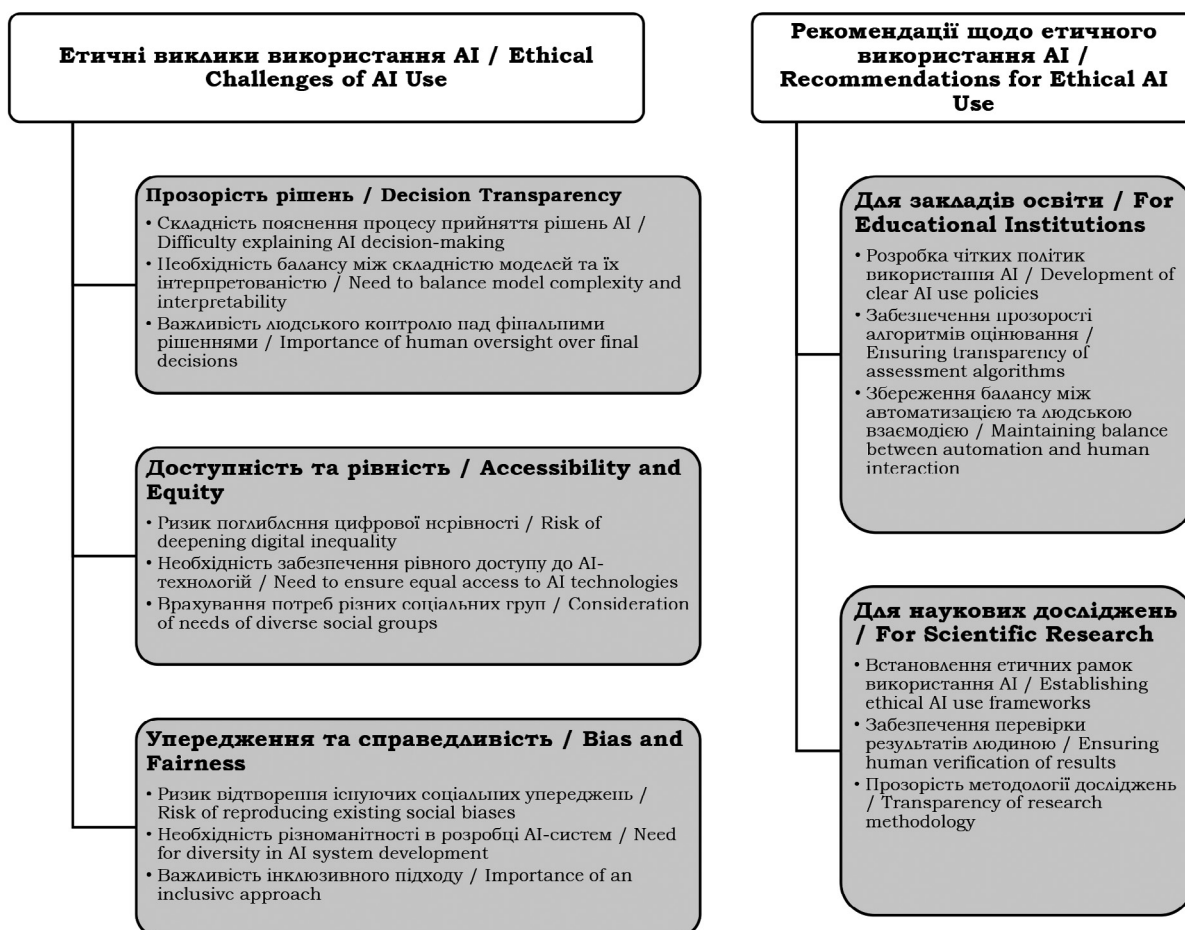 Етичні виклики використання AI / Ethical
Challenges of AI Use
Прозорість рішень / Decision Transparency
• Складність пояснення процесу прийняття рішень AI /
Difficulty explaining AI decision-making
• Необхідність балансу між складністю моделей та їх
інтерпретованістю / Need to balance model complexity and
interpretability
• Важливість людського контролю над фінальними
рішеннями / Importance of human oversight over final
decisions
Доступність та рівність / Accessibility and
Equity
• Ризик поглиблення цифрової нерівності / Risk of
deepening digital inequality
• Необхідність забезпечення рівного доступу до AI-
технологій / Need to ensure equal access to AI technologies
• Врахування потреб різних соціальних груп / Consideration
of needs of diverse social groups
Упередження та справедливість / Bias and
Fairness
• Ризик відтворення існуючих соціальних упереджень /
Risk of reproducing existing social biases
• Необхідність різноманітності в розробці AI-систем / Need
for diversity in AI system development
• Важливість інклюзивного підходу / Importance of an
inclusive approach
Рекомендації щодо етичного
використання AI /
Recommendations for Ethical AI
Use
Для закладів освіти / For
Educational Institutions
• Розробка чітких політик
використання AI / Development of
clear AI use policies
• Забезпечення прозорості
алгоритмів оцінювання /
Ensuring transparency of
assessment algorithms
• Збереження балансу між
автоматизацією та людською
взаємодією / Maintaining balance
between automation and human
interaction
Для наукових досліджень
/ For Scientific Research
• Встановлення етичних рамок
використання AI / Establishing
ethical AI use frameworks
• Забезпечення перевірки
результатів людиною / Ensuring
human verification of results
• Прозорість методології досліджень
/ Transparency of research
methodology